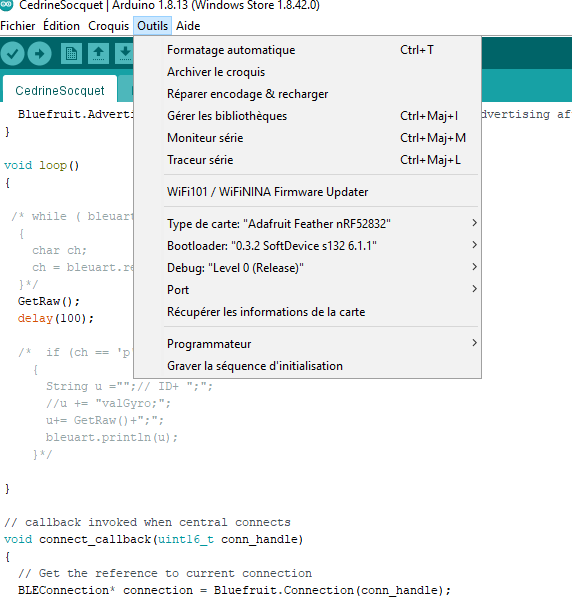 CedrineSocquet | Arduino 1.8.13 (Windows Store 1.8.42.0)
Fichier Édition Croquis Outils Aide
CedrineSocquet
Formatage automatique Ctrl+T
Archiver le croquis
Réparer encodage & recharger
Gérer les bibliothèques Ctrl+Maj+I
Moniteur série Ctrl+Maj+M
Traceur série Ctrl+Maj+L
WiFi101 / WiFiNINA Firmware Updater
Type de carte: "Adafruit Feather nRF52832"
Bootloader: "0.3.2 SoftDevice s132 6.1.1"
Debug: "Level 0 (Release)"
Port
Récupérer les informations de la carte
Programmateur
Graver la séquence d'initialisation
Bluefruit.Adverti dvertising af
}
void loop()
{
/* while ( bleuart
{
char ch;
ch = bleuart.re
}*/
GetRaw();
delay(100);
/* if (ch == 'p'
{
String u ="";// ID+ ";";
//u += "valGyro;";
u+= GetRaw()+";";
bleuart.println(u);
}*/
}
// callback invoked when central connects
void connect_callback(uint16_t conn_handle)
{
// Get the reference to current connection
BLEConnection* connection = Bluefruit.Connection(conn_handle);